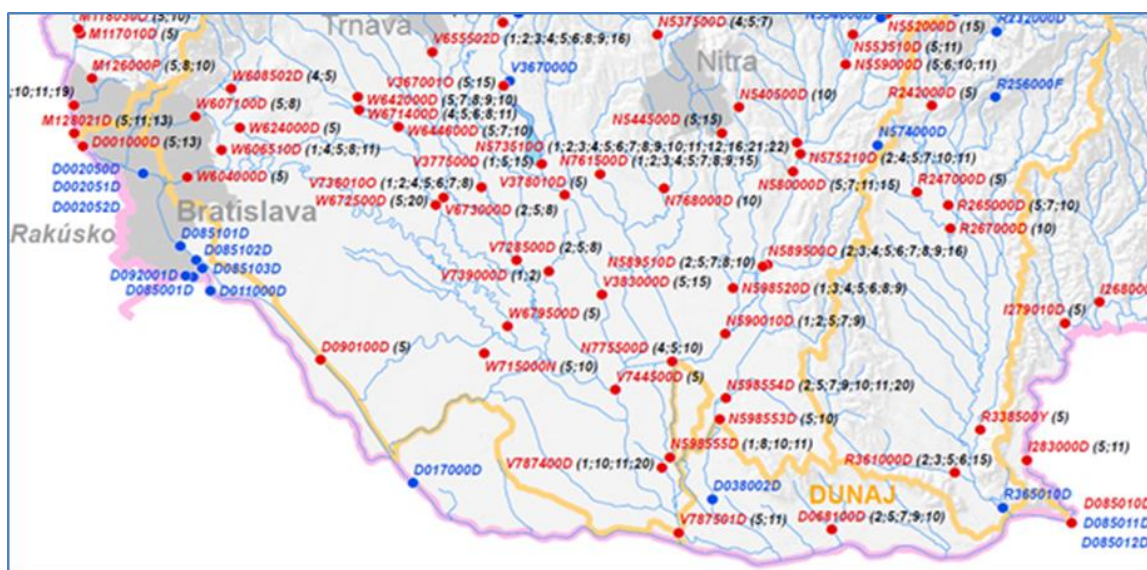 M118030O (5;10)
M117010D (5)
Trnava
V655502D (1;2;3;4;5;6;8;9;16)
N537500D (4;5;7)
N552000D (15)
R232000D
N553510D (5;11)
N559000D (5;6;10;11)
M126000P (5;8;10)
W608502D (4;5)
V367001O (5;15)
V367000D
Nitra
R242000D (5)
R256000F
;10;11;19)
W607100D (5;8)
W642000D (5;7;8;9;10)
W671400D (4;5;6;8;11)
N540500D (10)
M128021D (5;11;13)
W624000D (5)
W644600D (5;7;10)
N544500D (5;15)
N574000D
D001000D (5;13)
W606510D (1;4;5;8;11)
N573510O (1;2;3;4;5;6;7;8;9;10;11;12;16;21;22)
N575210D (2;4;5;7;10;11)
V377500D (1;5;15)
N761500D (1;2;3;4;5;7;8;9;15)
D002050D
W604000D (5)
V736010O (1;2;4;5;6;7;8)
V378010D (5)
N580000D (5;7;11;15)
R247000D (5)
D002051D
D002052D
W672500D (5;20)
V673000D (2;5;8)
N768000D (10)
R265000D (5;7;10)
Bratislava
R267000D (10)
Rakúsko
D085101D
D085102D
V728500D (2;5;8)
N589500D (2;3;4;5;6;7;8;9;16)
D092001D
D085103D
V739000D (1;2)
N589510D (2;5;7;8;10)
D085001D
D011000D
V383000D (5;15)
N598520D (1;3;4;5;6;8;9)
I26800
W679500D (5)
I279010D (5)
N590010D (1;2;5;7;9)
D090100D (5)
N775500D (4;5;10)
W715000N (5;10)
V744500D (5)
N598554D (2;5;7;9;10;11;20)
N598553D (5;10)
R338500Y (5)
N598555D (1;8;10;11)
V787400D (1;10;11;20)
R361000D (2;3;5;6;15)
I283000D (5;11)
D017000D
D038002D
DUNAJ
R365010D
D085010D
V787501D (5;11)
D068100D (2;5;7;9;10)
D085011D
D085012D